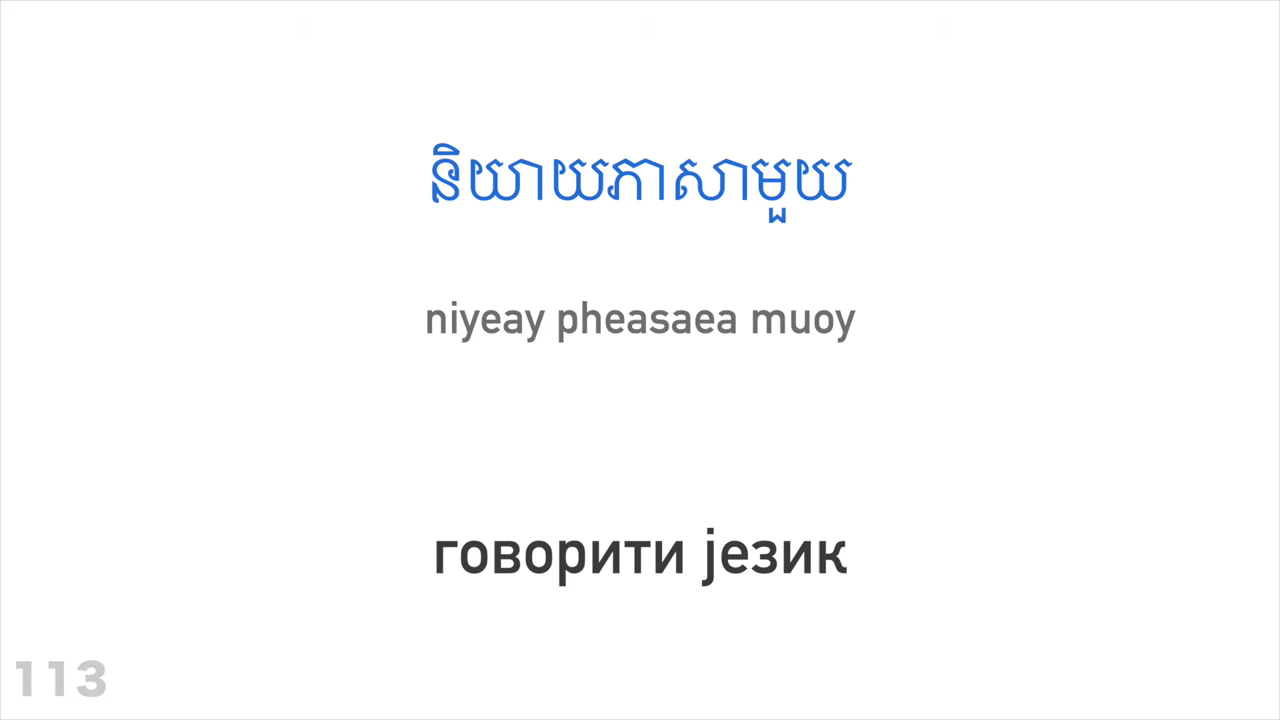 និយាយភាសាមួយ
niyeay pheasaea muoy
говорити језик
113